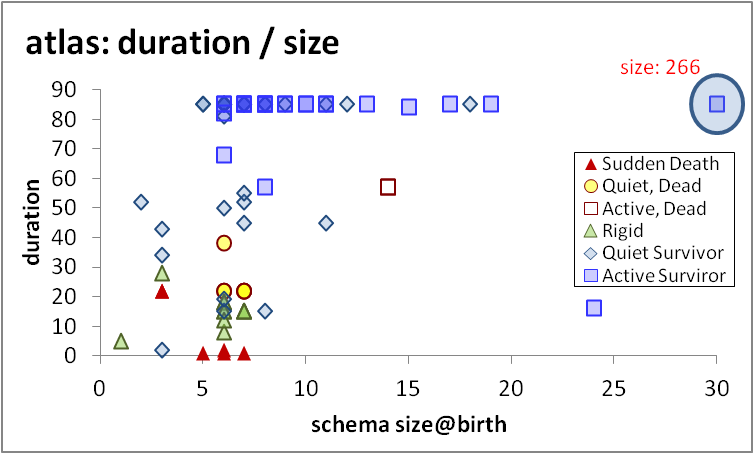 atlas: duration / size
size: 266
duration
90
80
70
60
50
40
30
20
10
0
0 5 10 15 20 25 30
schema size@birth
Sudden Death
Quiet, Dead
Active, Dead
Rigid
Quiet Survivor
Active Surviror